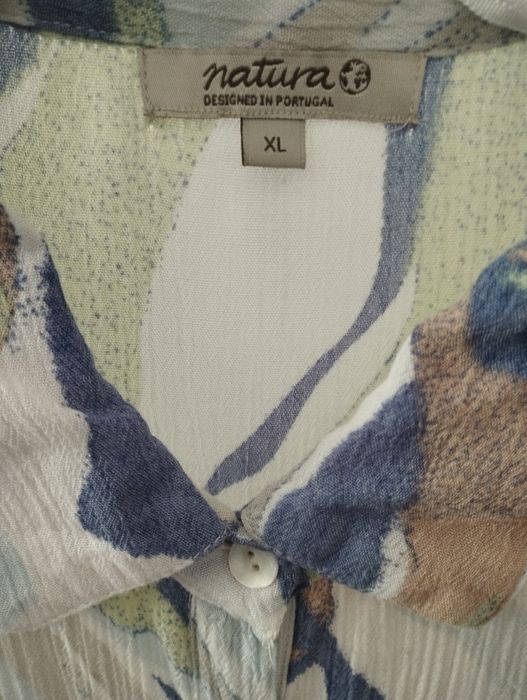 natura
DESIGNED IN PORTUGAL
XL